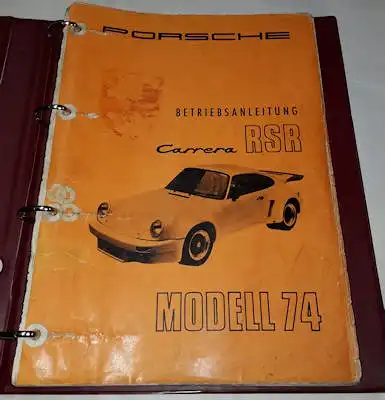 PORSCHE
BETRIEBSANLEITUNG
Carrera RSR
MODELL 74